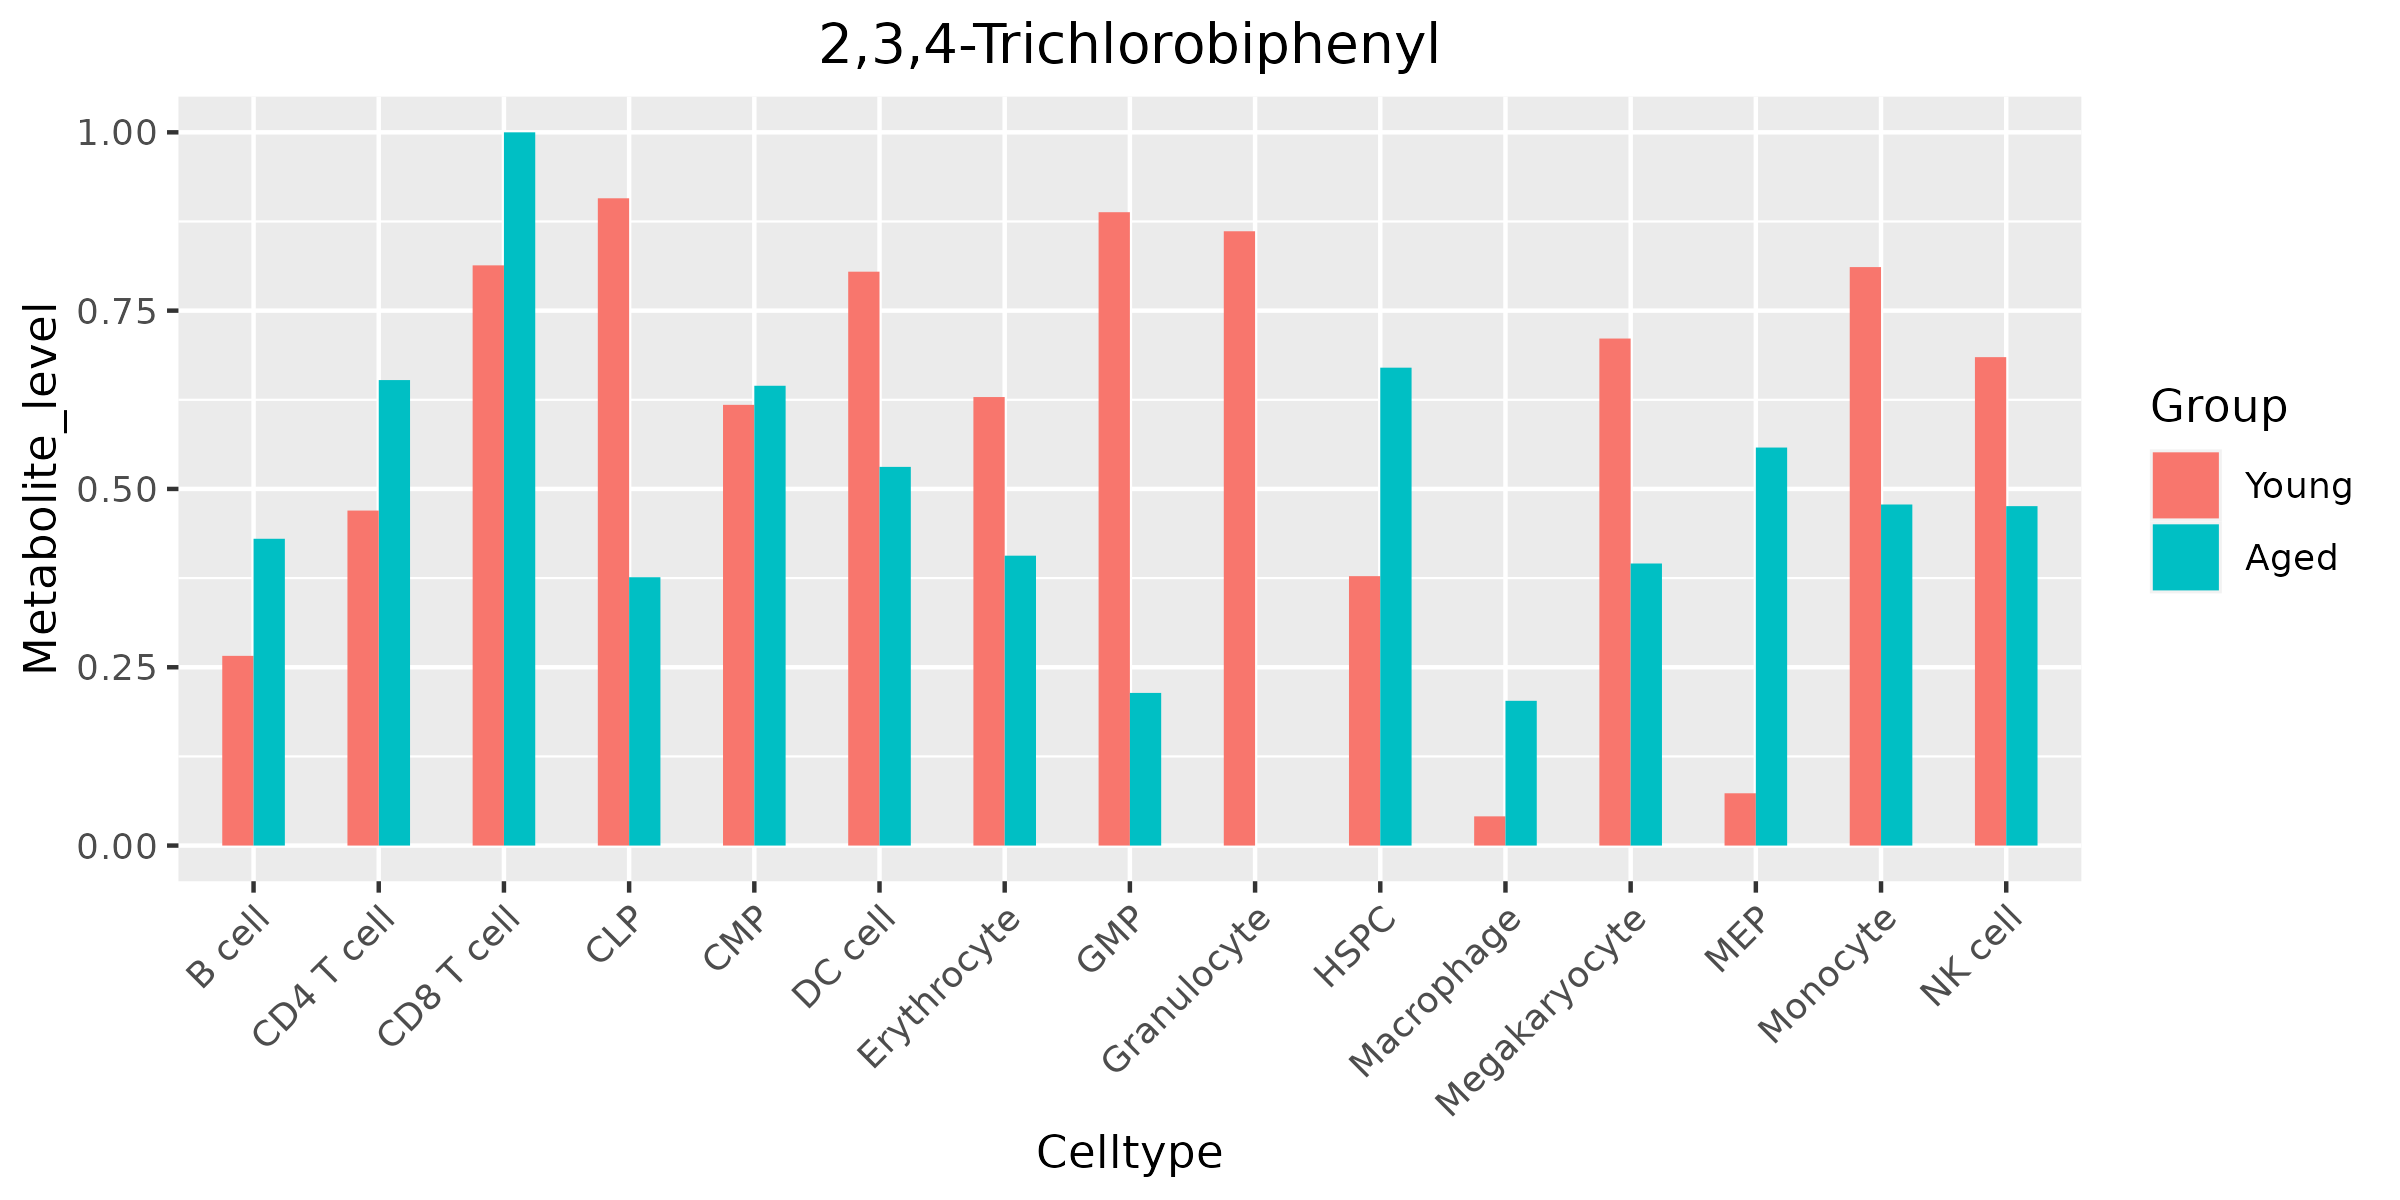 2,3,4-Trichlorobiphenyl
Metabolite_level
1.00
0.75
0.50
0.25
0.00
B cell
CD4 T cell
CD8 T cell
CLP
CMP
DC cell
Erythrocyte
GMP
Granulocyte
HSPC
Macrophage
Megakaryocyte
MEP
Monocyte
NK cell
Celltype
Group
Young
Aged